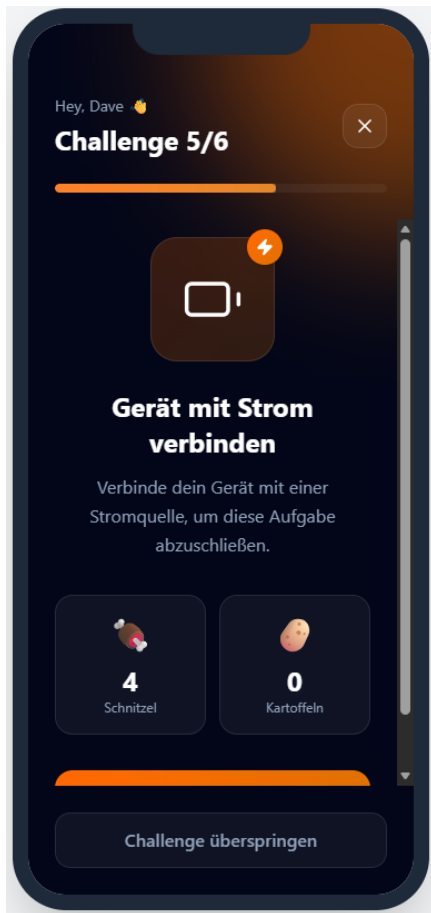 Hey, Dave 👋
Challenge 5/6
Gerät mit Strom
verbinden
Verbinde dein Gerät mit einer
Stromquelle, um diese Aufgabe
abzuschließen.
4
Schnitzel
0
Kartoffeln
Challenge überspringen